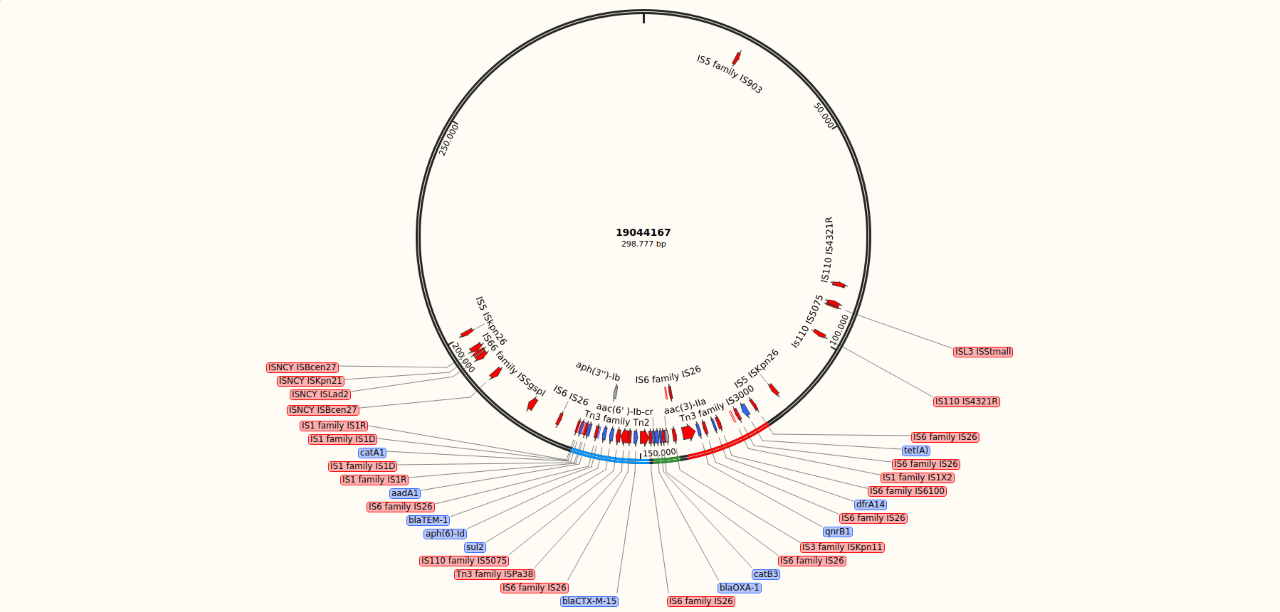 IS5 family IS903
50.000
250.000
19044167
298.777 bp
IS110 IS4321R
Is110 IS5075
100.000
IS5 ISkpn26
IS66 family ISSgspl
200.000
ISL3 ISStmall
ISNCY ISBcen27
ISNCY ISKpn21
ISNCY ISLad2
ISNCY ISBcen27
IS110 IS4321R
IS5 ISKpn26
aph(3'')-Ib
IS6 family IS26
IS6 IS26
aac(6' )-Ib-cr
aac(3)-IIa
Tn3 family Tn2
Tn3 family IS3000
150.000
IS1 family IS1R
IS1 family IS1D
catA1
IS1 family IS1D
IS1 family IS1R
aadA1
IS6 family IS26
blaTEM-1
aph(6)-Id
sul2
IS110 family IS5075
Tn3 family ISPa38
IS6 family IS26
blaCTX-M-15
IS6 family IS26
tet(A)
IS6 family IS26
IS1 family IS1X2
IS6 family IS6100
dfrA14
IS6 family IS26
qnrB1
IS3 family ISKpn11
IS6 family IS26
catB3
blaOXA-1
IS6 family IS26